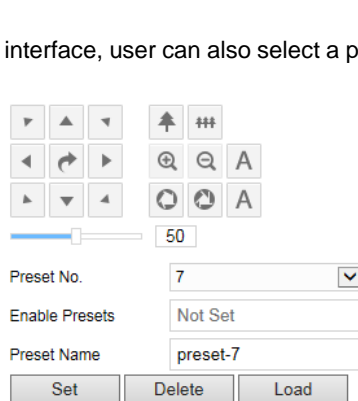 interface, user can also select a p
A
A
50
Preset No. 7
Enable Presets Not Set
Preset Name preset-7
Set Delete Load